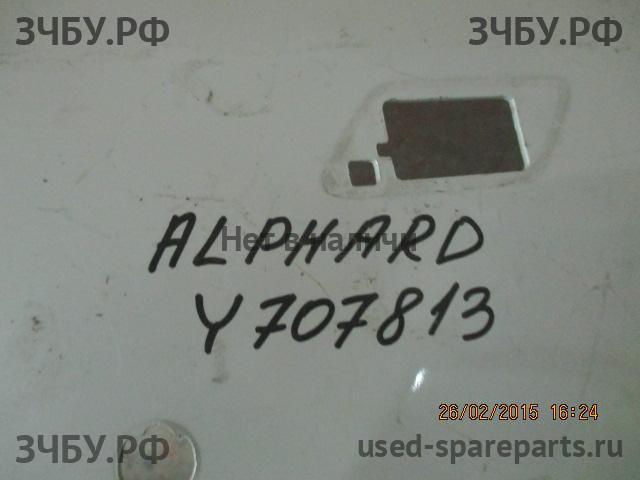 ЗЧБУ.РФ ЗЧБУ.РФ
ALPHARD
Нет в наличии
Y707813
26/02/2015 16:24
ЗЧБУ.РФ used-spareparts.ru